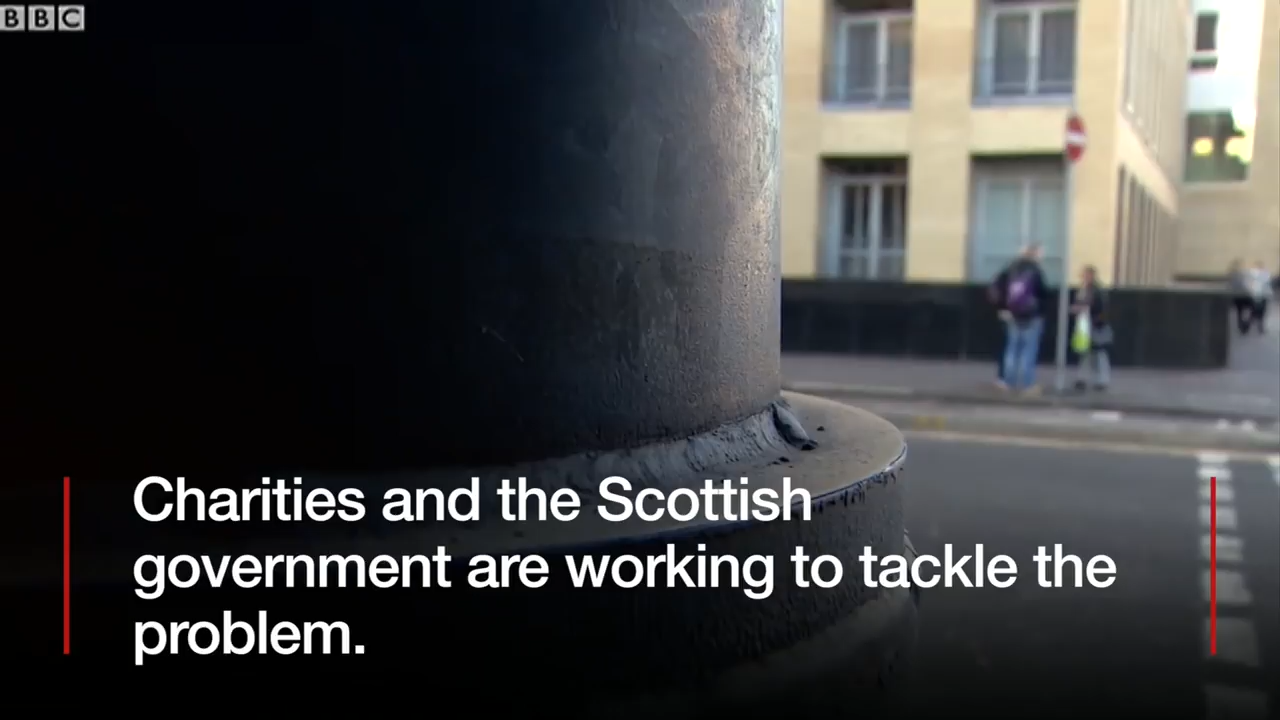 BBC
Charities and the Scottish
government are working to tackle the
problem.